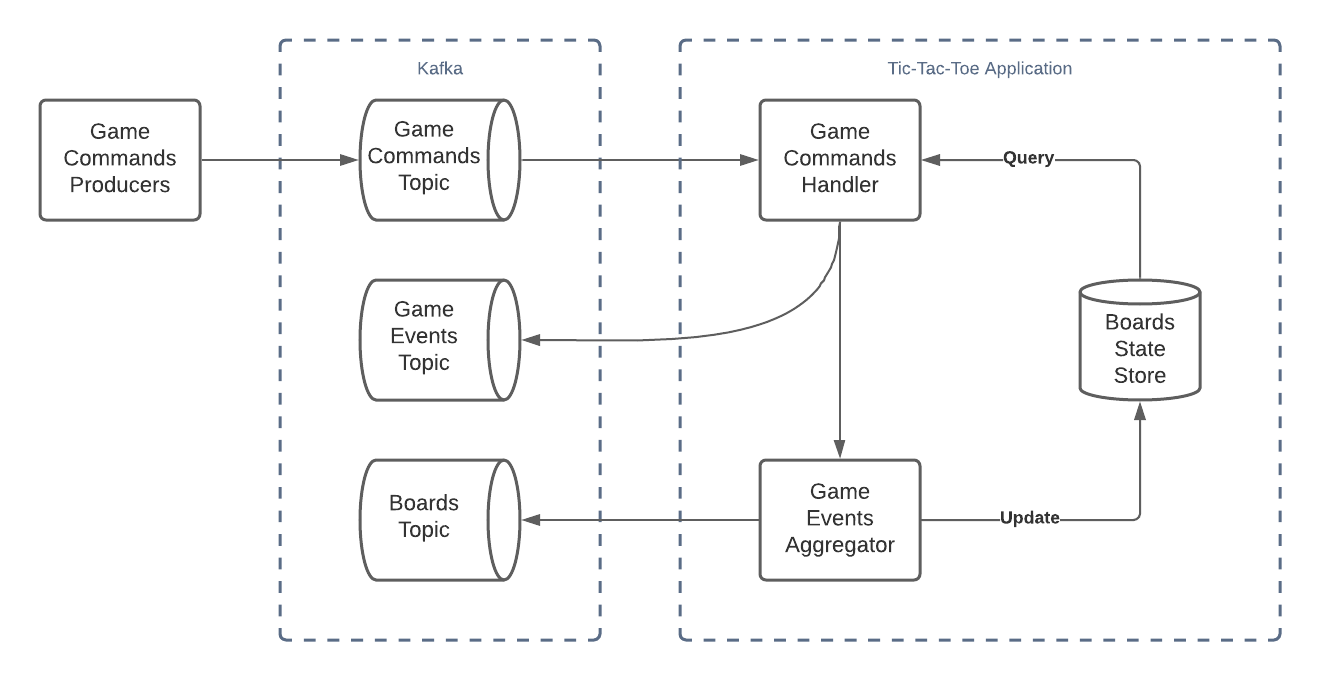 Kafka
Tic-Tac-Toe Application
Game
Commands
Producers
Game
Commands
Topic
Game
Commands
Handler
Query
Game
Events
Topic
Boards
State
Store
Boards
Topic
Game
Events
Aggregator
Update